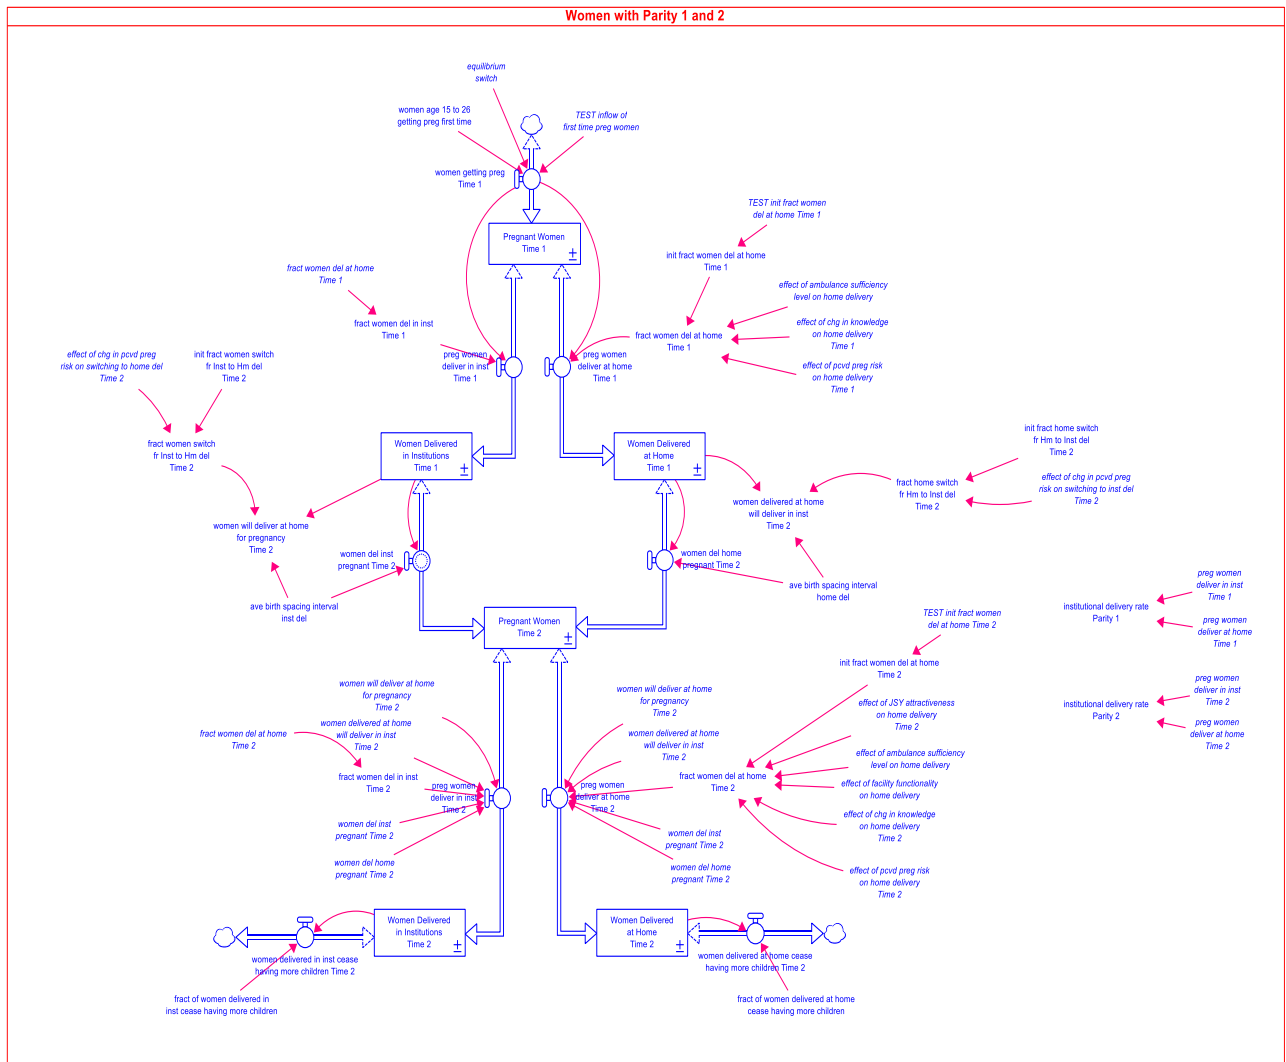 Women with Parity 1 and 2
equilibrium
switch
women age 15 to 26
getting preg first time
TEST inflow of
first time preg women
women getting preg
Time 1
TEST init fract women
del at home Time 1
Pregnant Women
Time 1
±
init fract women del at home
Time 1
fract women del at home
Time 1
effect of ambulance sufficiency
level on home delivery
fract women del in inst
Time 1
effect of chg in knowledge
on home delivery
Time 1
fract women del at home
Time 1
effect of chg in pcvd preg
risk on switching to home del
Time 2
init fract women switch
fr Inst to Hm del
Time 2
preg women
deliver in inst
Time 1
preg women
deliver at home
Time 1
effect of pcvd preg risk
on home delivery
Time 1
fract women switch
fr Inst to Hm del
Time 2
Women Delivered
in Institutions
Time 1
±
Women Delivered
at Home
Time 1
±
init fract home switch
fr Hm to Inst del
Time 2
fract home switch
fr Hm to Inst del
Time 2
effect of chg in pcvd preg
risk on switching to inst del
Time 2
women delivered at home
will deliver in inst
Time 2
women will deliver at home
for pregnancy
Time 2
women del inst
pregnant Time 2
women del home
pregnant Time 2
ave birth spacing interval
inst del
ave birth spacing interval
home del
preg women
deliver in inst
Time 1
institutional delivery rate
Parity 1
preg women
deliver at home
Time 1
Pregnant Women
Time 2
±
TEST init fract women
del at home Time 2
init fract women del at home
Time 2
women will deliver at home
for pregnancy
Time 2
women will deliver at home
for pregnancy
Time 2
effect of JSY attractiveness
on home delivery
Time 2
preg women
deliver in inst
Time 2
institutional delivery rate
Parity 2
preg women
deliver at home
Time 2
fract women del at home
Time 2
women delivered at home
will deliver in inst
Time 2
women delivered at home
will deliver in inst
Time 2
effect of ambulance sufficiency
level on home delivery
fract women del in inst
Time 2
preg women
deliver in inst
Time 2
preg women
deliver at home
Time 2
fract women del at home
Time 2
effect of facility functionality
on home delivery
women del inst
pregnant Time 2
women del inst
pregnant Time 2
effect of chg in knowledge
on home delivery
Time 2
women del home
pregnant Time 2
women del home
pregnant Time 2
effect of pcvd preg risk
on home delivery
Time 2
Women Delivered
in Institutions
Time 2
±
Women Delivered
at Home
Time 2
±
women delivered in inst cease
having more children Time 2
women delivered at home cease
having more children Time 2
fract of women delivered in
inst cease having more children
fract of women delivered at home
cease having more children